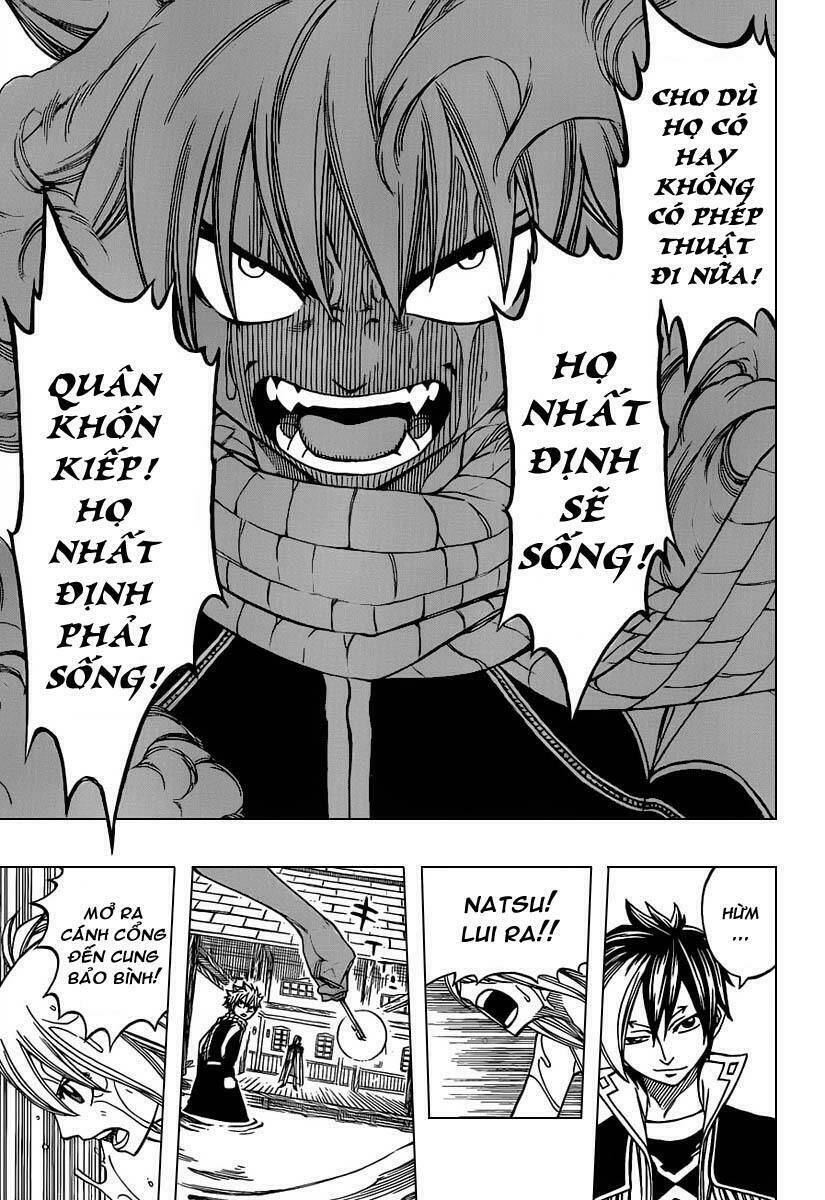 CHO DÙ
HỌ CÓ
HAY
KHÔNG
CÓ PHÉP
THUẬT
ĐI NỮA!
HỌ
NHẤT
ĐỊNH
SẼ
SỐNG!
QUÂN
KHỐN
KIẾP!
HỌ
NHẤT
ĐỊNH
PHẢI
SỐNG!
HỪM
...
NATSU!
LUI RA!!
MỞ RA
CÁNH CỔNG
ĐẾN CUNG
BẢO BÌNH!